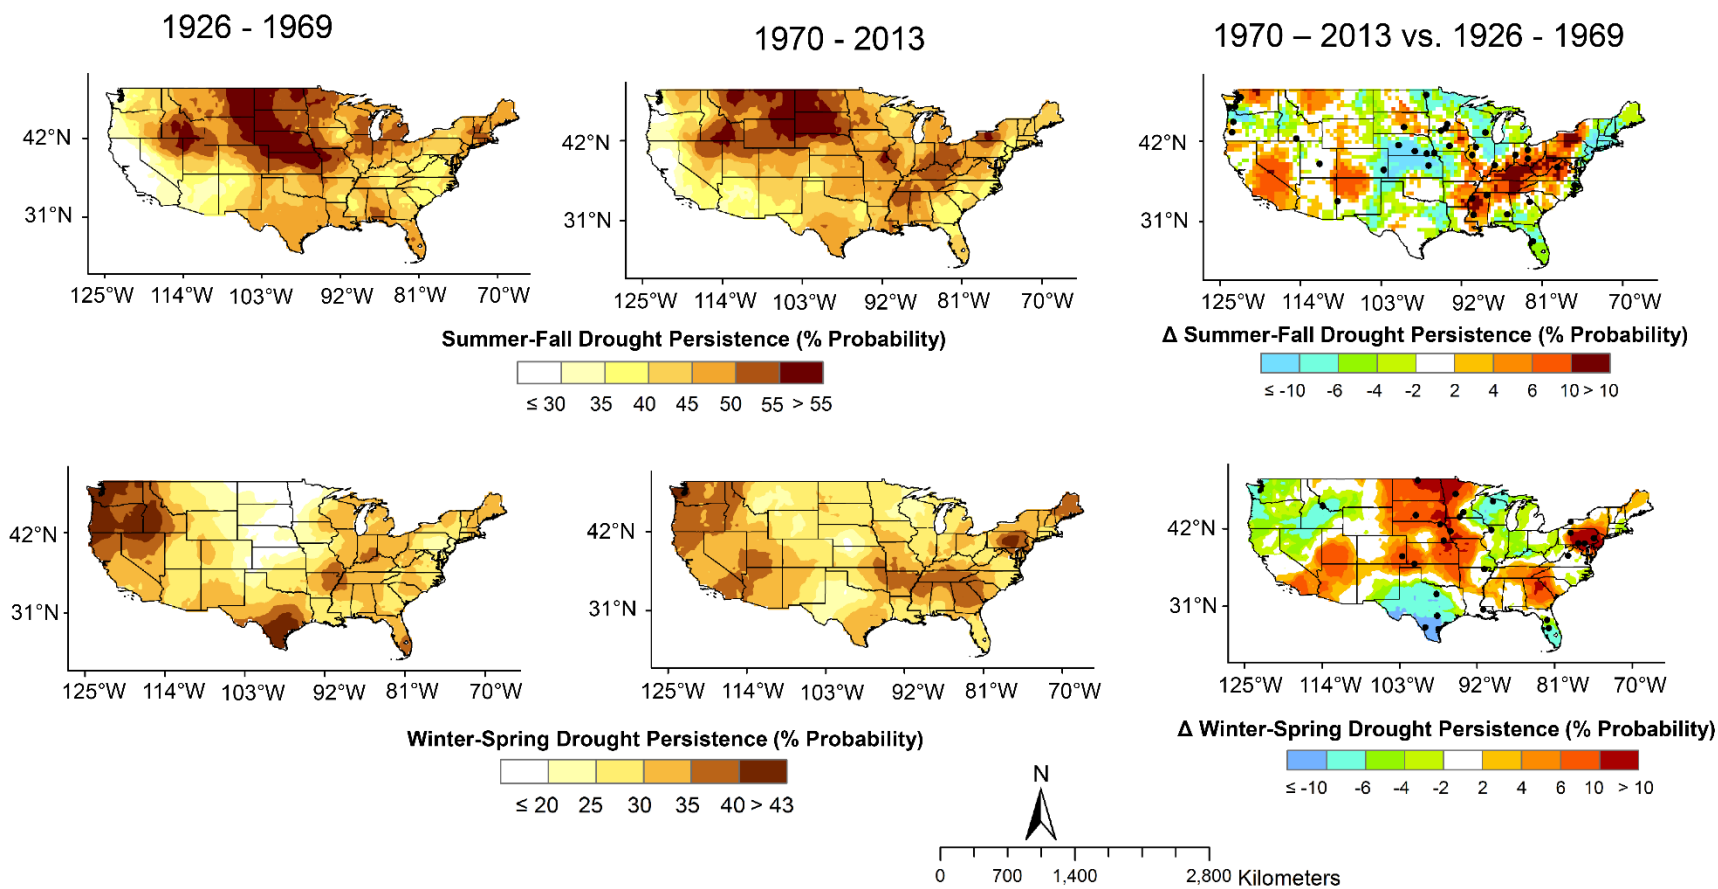 1926 - 1969
1970 - 2013
1970 – 2013 vs. 1926 - 1969
42°N
31°N
125°W 114°W 103°W 92°W 81°W 70°W
42°N
31°N
125°W 114°W 103°W 92°W 81°W 70°W
42°N
31°N
125°W 114°W 103°W 92°W 81°W 70°W
Summer-Fall Drought Persistence (% Probability)
≤ 30 35 40 45 50 55 > 55
Δ Summer-Fall Drought Persistence (% Probability)
≤ -10 -6 -4 -2 2 4 6 10 > 10
42°N
31°N
125°W 114°W 103°W 92°W 81°W 70°W
42°N
31°N
125°W 114°W 103°W 92°W 81°W 70°W
42°N
31°N
125°W 114°W 103°W 92°W 81°W 70°W
Winter-Spring Drought Persistence (% Probability)
≤ 20 25 30 35 40 > 43
Δ Winter-Spring Drought Persistence (% Probability)
≤ -10 -6 -4 -2 2 4 6 10 > 10
N
0 700 1,400 2,800 Kilometers